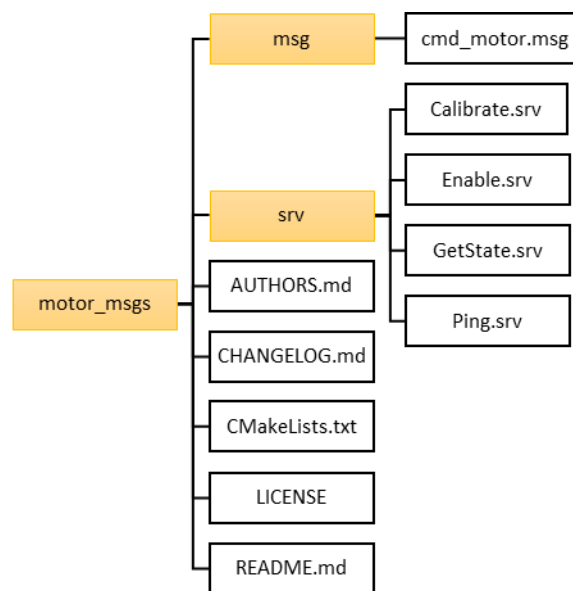 motor_msgs
msg
cmd_motor.msg
srv
Calibrate.srv
Enable.srv
GetState.srv
Ping.srv
AUTHORS.md
CHANGELOG.md
CMakeLists.txt
LICENSE
README.md